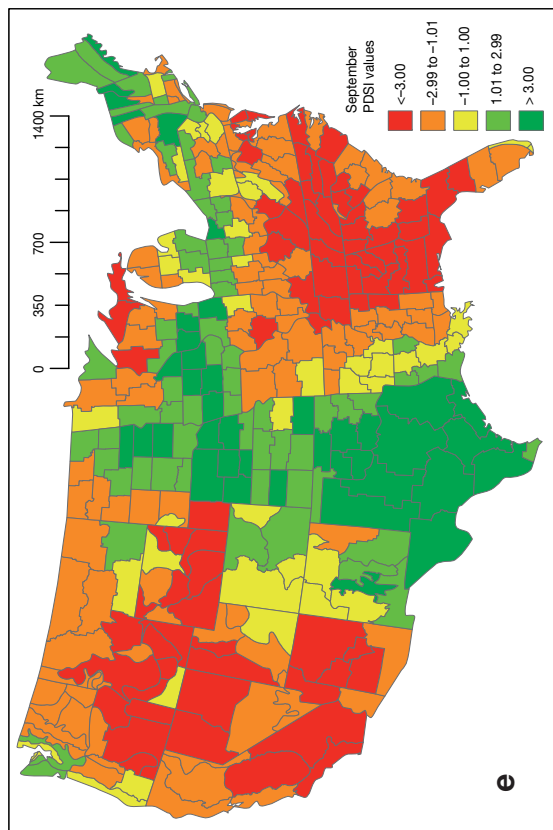 0 350 700 1400 km
September
PDSI values
<-3.00
-2.99 to -1.01
-1.00 to 1.00
1.01 to 2.99
> 3.00
e